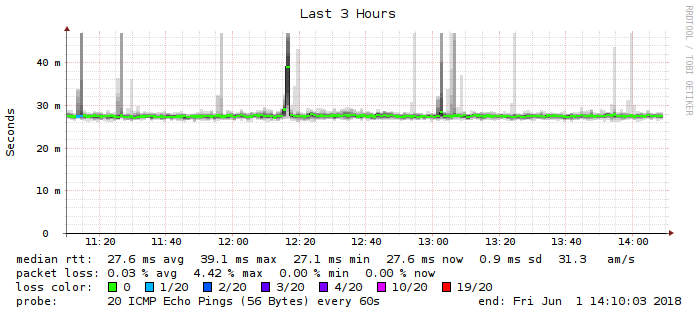 Last 3 Hours
RRDTOOL / TOBI OETIKER
Seconds
40 m
30 m
20 m
10 m
0
11:20 11:40 12:00 12:20 12:40 13:00 13:20 13:40 14:00
median rtt: 27.6 ms avg 39.1 ms max 27.1 ms min 27.6 ms now 0.9 ms sd 31.3 am/s
packet loss: 0.03 % avg 4.42 % max 0.00 % min 0.00 % now
loss color: 0 1/20 2/20 3/20 4/20 10/20 19/20
probe: 20 ICMP Echo Pings (56 Bytes) every 60s end: Fri Jun 1 14:10:03 2018